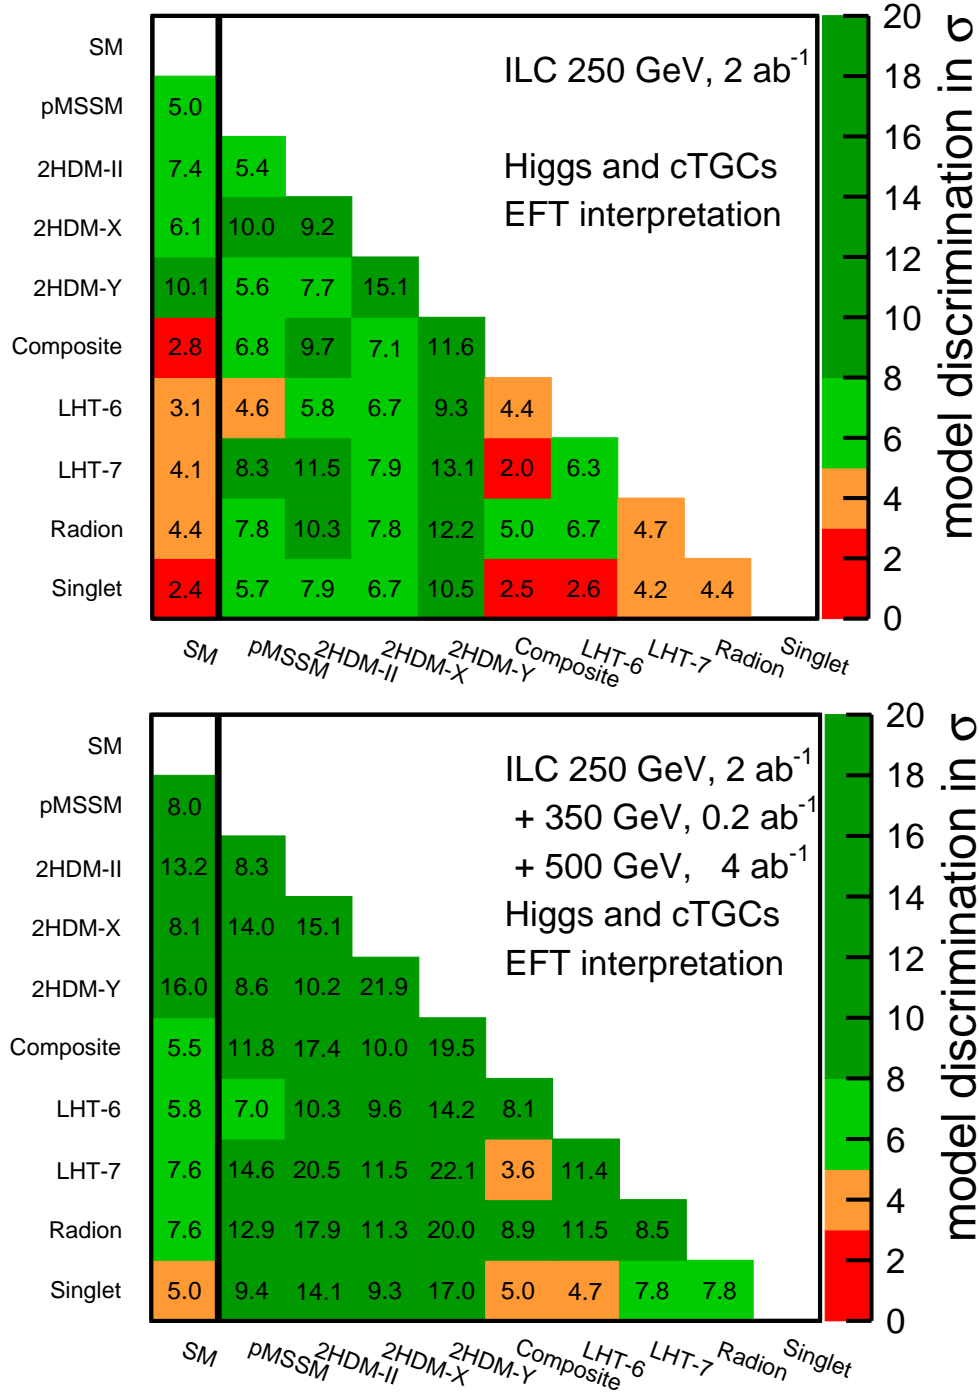 SM
ILC 250 GeV, 2 ab-1
pMSSM 5.0
2HDM-II 7.4 5.4
Higgs and cTGCs
2HDM-X 6.1 10.0 9.2
EFT interpretation
2HDM-Y 10.1 5.6 7.7 15.1
Composite 2.8 6.8 9.7 7.1 11.6
LHT-6 3.1 4.6 5.8 6.7 9.3 4.4
LHT-7 4.1 8.3 11.5 7.9 13.1 2.0 6.3
Radion 4.4 7.8 10.3 7.8 12.2 5.0 6.7 4.7
Singlet 2.4 5.7 7.9 6.7 10.5 2.5 2.6 4.2 4.4
SM pMSSM 2HDM-II 2HDM-X 2HDM-Y Composite LHT-6 LHT-7 Radion Singlet
20
18
16
14
12
10
8
6
4
2
0
model discrimination in σ
SM
ILC 250 GeV, 2 ab-1
pMSSM 8.0
+ 350 GeV, 0.2 ab-1
2HDM-II 13.2 8.3
+ 500 GeV, 4 ab-1
2HDM-X 8.1 14.0 15.1
Higgs and cTGCs
EFT interpretation
2HDM-Y 16.0 8.6 10.2 21.9
Composite 5.5 11.8 17.4 10.0 19.5
LHT-6 5.8 7.0 10.3 9.6 14.2 8.1
LHT-7 7.6 14.6 20.5 11.5 22.1 3.6 11.4
Radion 7.6 12.9 17.9 11.3 20.0 8.9 11.5 8.5
Singlet 5.0 9.4 14.1 9.3 17.0 5.0 4.7 7.8 7.8
SM pMSSM 2HDM-II 2HDM-X 2HDM-Y Composite LHT-6 LHT-7 Radion Singlet
20
18
16
14
12
10
8
6
4
2
0
model discrimination in σ